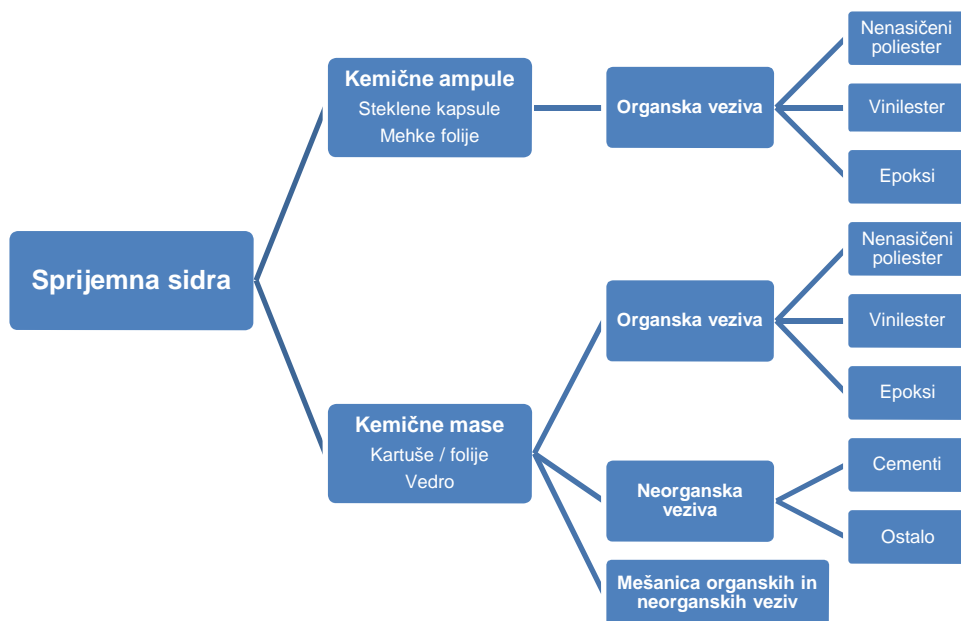 Sprijemna sidra
Kemične ampule
Steklene kapsule
Mehke folije
Organska veziva
Nenasičeni
poliester
Vinilester
Epoksi
Kemične mase
Kartuše / folije
Vedro
Organska veziva
Nenasičeni
poliester
Vinilester
Epoksi
Neorganska
veziva
Cementi
Ostalo
Mešanica organskih in
neorganskih veziv